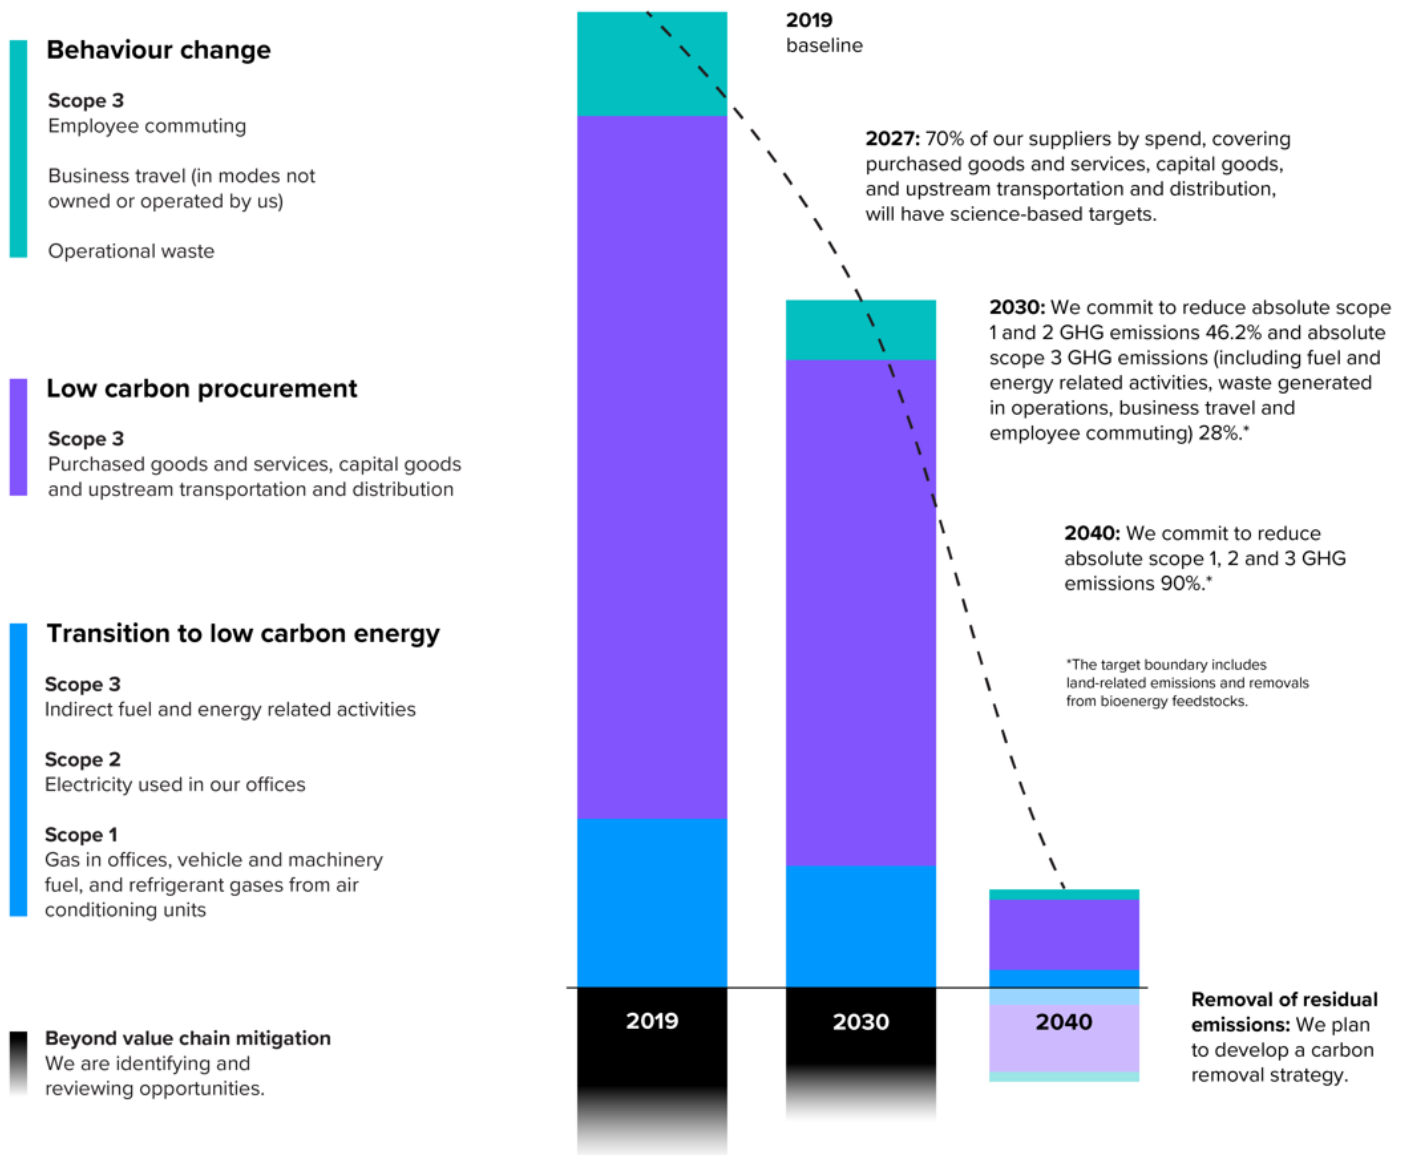 Behaviour change
Scope 3
Employee commuting
Business travel (in modes not
owned or operated by us)
Operational waste
Low carbon procurement
Scope 3
Purchased goods and services, capital goods
and upstream transportation and distribution
Transition to low carbon energy
Scope 3
Indirect fuel and energy related activities
Scope 2
Electricity used in our offices
Scope 1
Gas in offices, vehicle and machinery
fuel, and refrigerant gases from air
conditioning units
Beyond value chain mitigation
We are identifying and
reviewing opportunities.
2019
baseline
2027: 70% of our suppliers by spend, covering
purchased goods and services, capital goods,
and upstream transportation and distribution,
will have science-based targets.
2030: We commit to reduce absolute scope
1 and 2 GHG emissions 46.2% and absolute
scope 3 GHG emissions (including fuel and
energy related activities, waste generated
in operations, business travel and
employee commuting) 28%.*
2040: We commit to reduce
absolute scope 1, 2 and 3 GHG
emissions 90%.*
*The target boundary includes
land-related emissions and removals
from bioenergy feedstocks.
2019
2030
2040
Removal of residual
emissions: We plan
to develop a carbon
removal strategy.